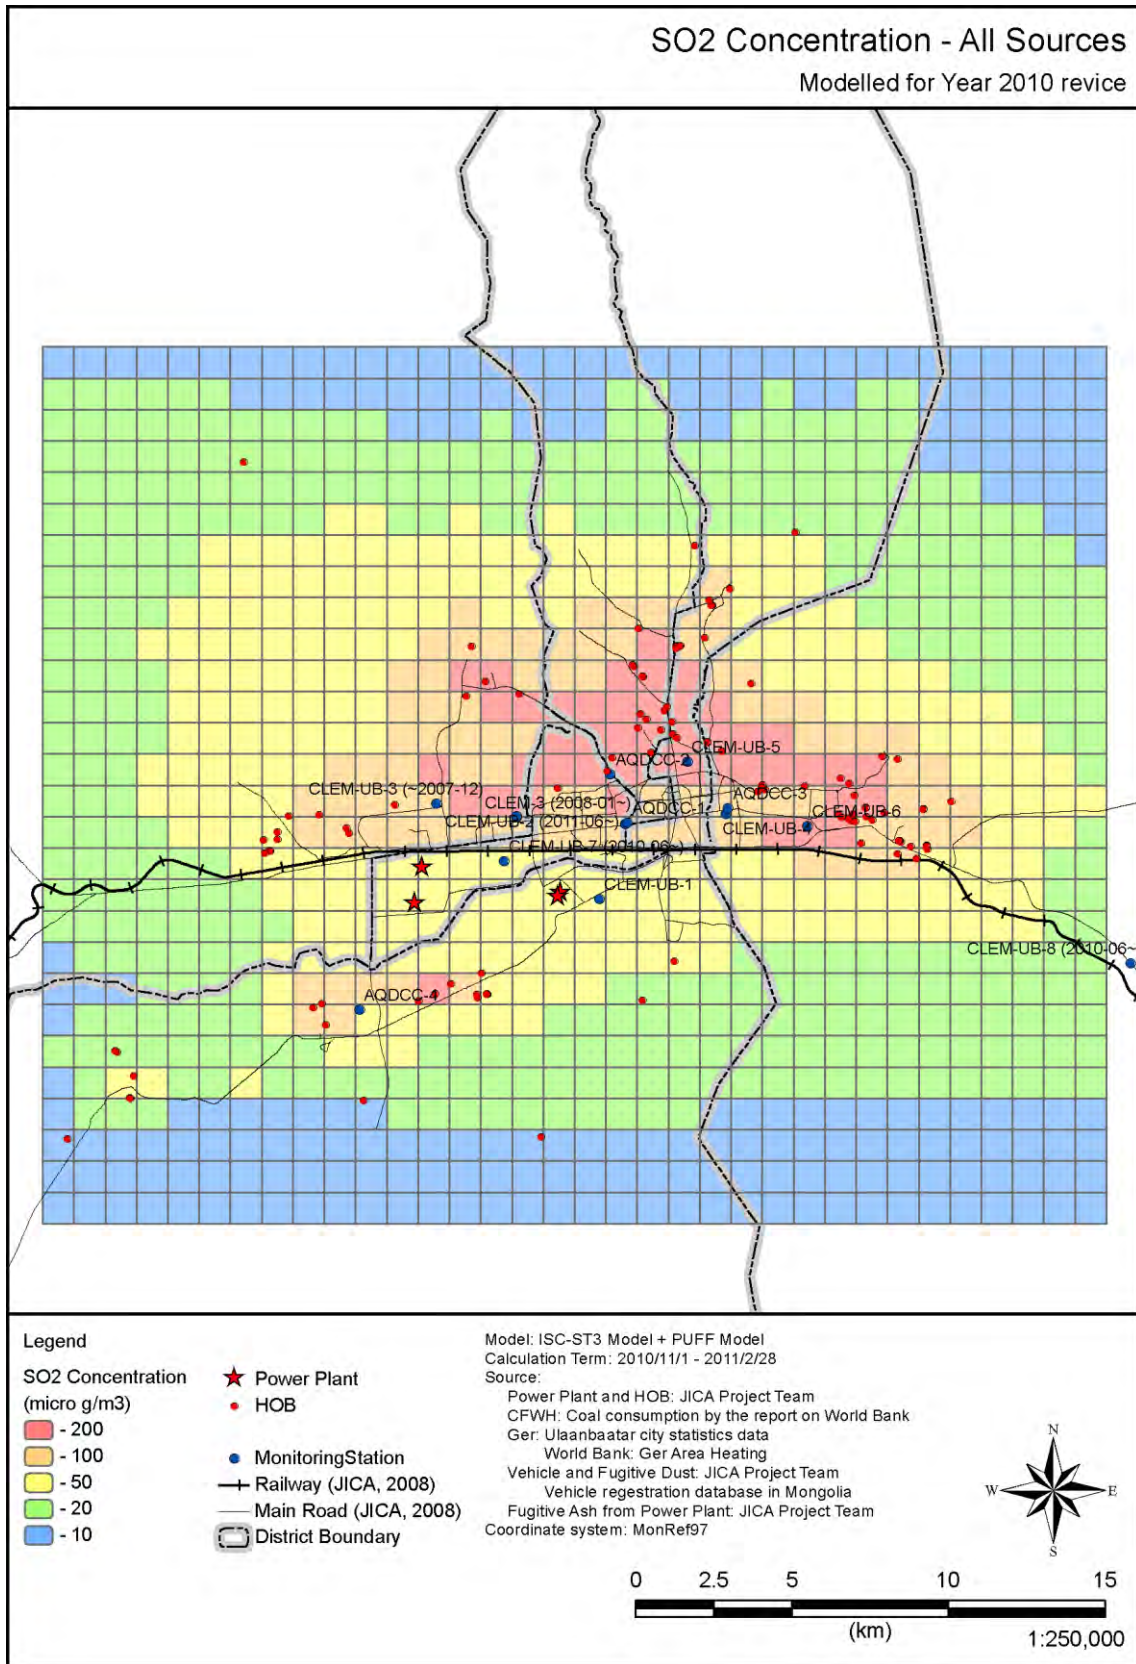 SO2 Concentration - All Sources
Modelled for Year 2010 revice
AQDCC-2
CLEM-UB-5
CLEM-UB-3 (~2007-12)
CLEM-3 (2008-01~)
AQDCC-1
AQDCC-3
CLEM-UB-2 (2011-06~)
CLEM-UB-4
CLEM-UB-6
CLEM-UB-7 (2010-06~)
CLEM-UB-1
CLEM-UB-8 (2010-06~
AQDCC-4
Legend
SO2 Concentration
(micro g/m3)
- 200
- 100
- 50
- 20
- 10
Power Plant
HOB
MonitoringStation
Railway (JICA, 2008)
Main Road (JICA, 2008)
District Boundary
Model: ISC-ST3 Model + PUFF Model
Calculation Term: 2010/11/1 - 2011/2/28
Source:
Power Plant and HOB: JICA Project Team
CFWH: Coal consumption by the report on World Bank
Ger: Ulaanbaatar city statistics data
World Bank: Ger Area Heating
Vehicle and Fugitive Dust: JICA Project Team
Vehicle regestration database in Mongolia
Fugitive Ash from Power Plant: JICA Project Team
Coordinate system: MonRef97
N
W E
S
0 2.5 5 10 15
(km)
1:250,000